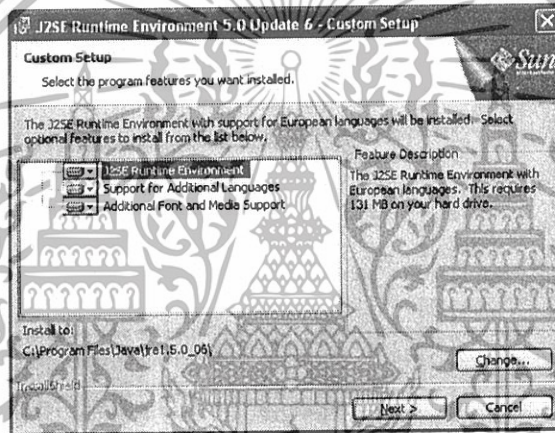 J2SE Runtime Environment 5.0 Update 6 - Custom Setup
Custom Setup
Select the program features you want installed.
Sun
The J2SE Runtime Environment with support for European languages will be installed. Select
optional features to install from the list below.
J2SE Runtime Environment
Support for Additional Languages
Additional Font and Media Support
Feature Description
The J2SE Runtime Environment with
European languages. This requires
131 MB on your hard drive.
Install to:
C:\Program Files\Java\jre1.5.0_06\
Change...
InstallShield
Next >
Cancel